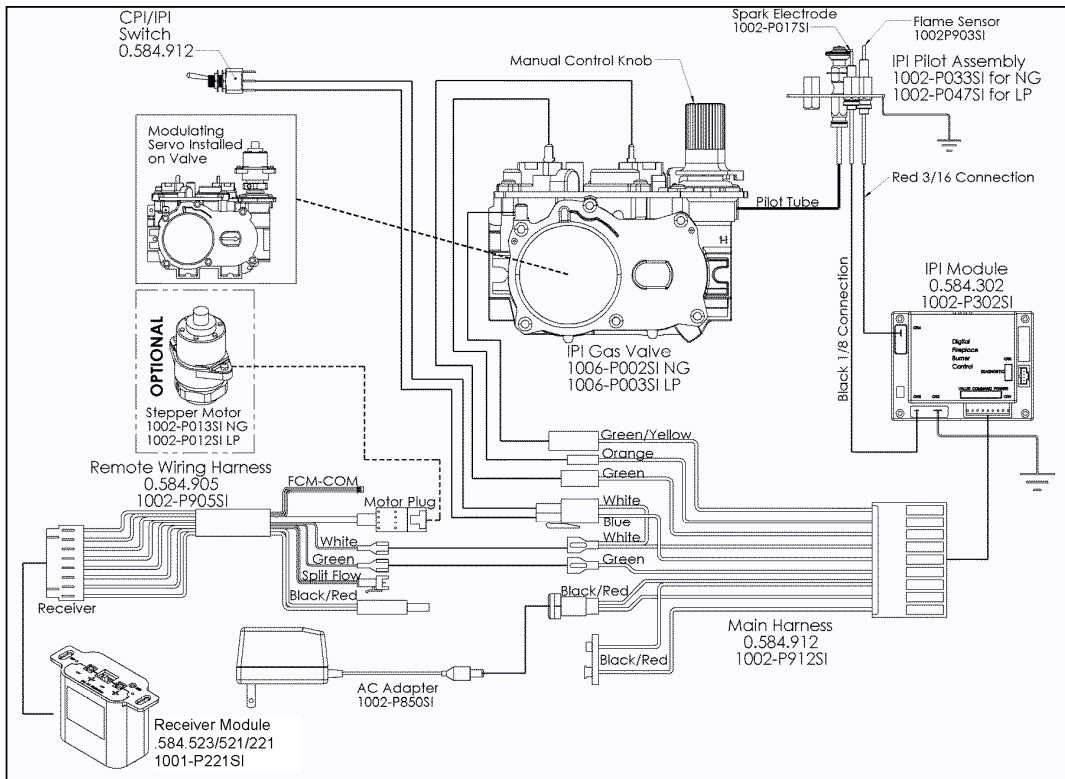 CPI/IPI
Switch
0.584.912
Spark Electrode
1002-P017SI
Flame Sensor
1002P903SI
IPI Pilot Assembly
1002-P033SI for NG
1002-P047SI for LP
Manual Control Knob
Modulating
Servo Installed
on Valve
Red 3/16 Connection
Pilot Tube
Black 1/8 Connection
IPI Module
0.584.302
1002-P302SI
Digital
Fireplace
Burner
Control
DIAGNOSTIC
VALVE COMMAND POWER
IPI Gas Valve
1006-P002SI NG
1006-P003SI LP
OPTIONAL
Stepper Motor
1002-P013SI NG
1002-P012SI LP
Remote Wiring Harness
0.584.905
1002-P905SI
FCM-COM
Motor Plug
Green/Yellow
Orange
Green
White
Blue
White
White
Green
Green
Split Flow
Black/Red
Black/Red
Receiver
Black/Red
Main Harness
0.584.912
1002-P912SI
AC Adapter
1002-P850SI
Receiver Module
.584.523/521/221
1001-P221SI